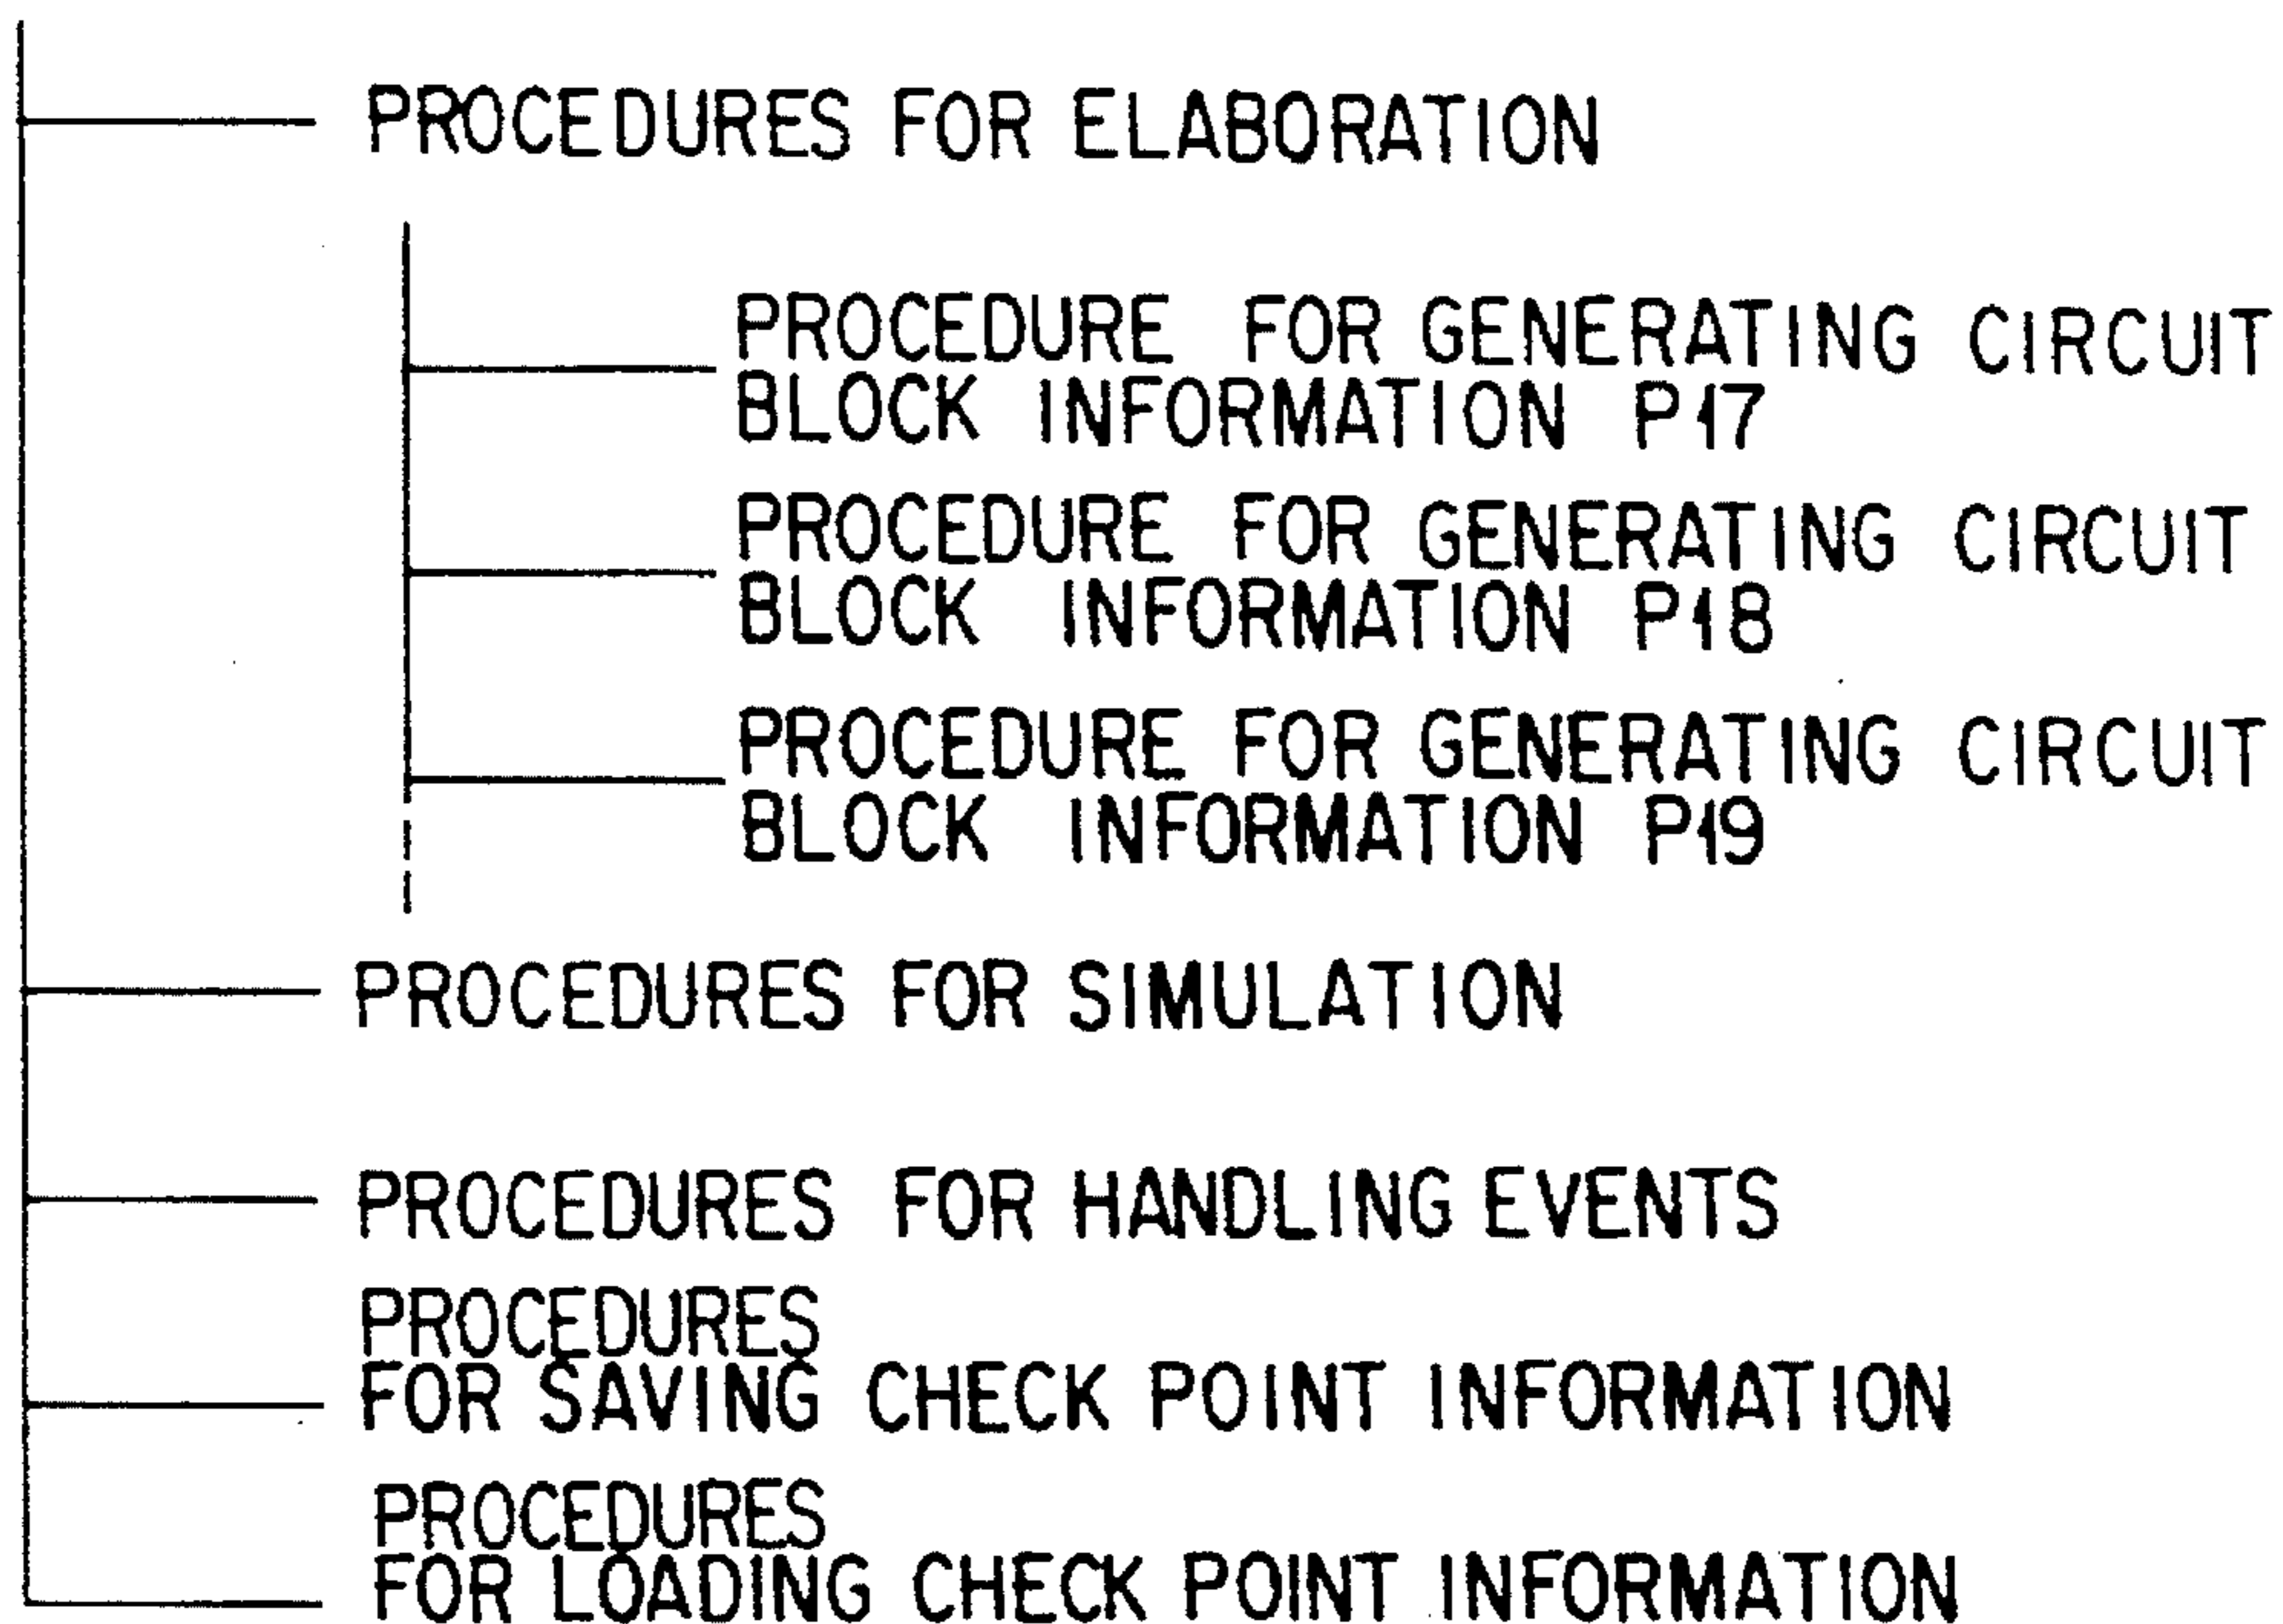 PROCEDURES FOR ELABORATION
PROCEDURE FOR GENERATING CIRCUIT
BLOCK INFORMATION P17
PROCEDURE FOR GENERATING CIRCUIT
BLOCK INFORMATION P18
PROCEDURE FOR GENERATING CIRCUIT
BLOCK INFORMATION P19
PROCEDURES FOR SIMULATION
PROCEDURES FOR HANDLING EVENTS
PROCEDURES
FOR SAVING CHECK POINT INFORMATION
PROCEDURES
FOR LOADING CHECK POINT INFORMATION